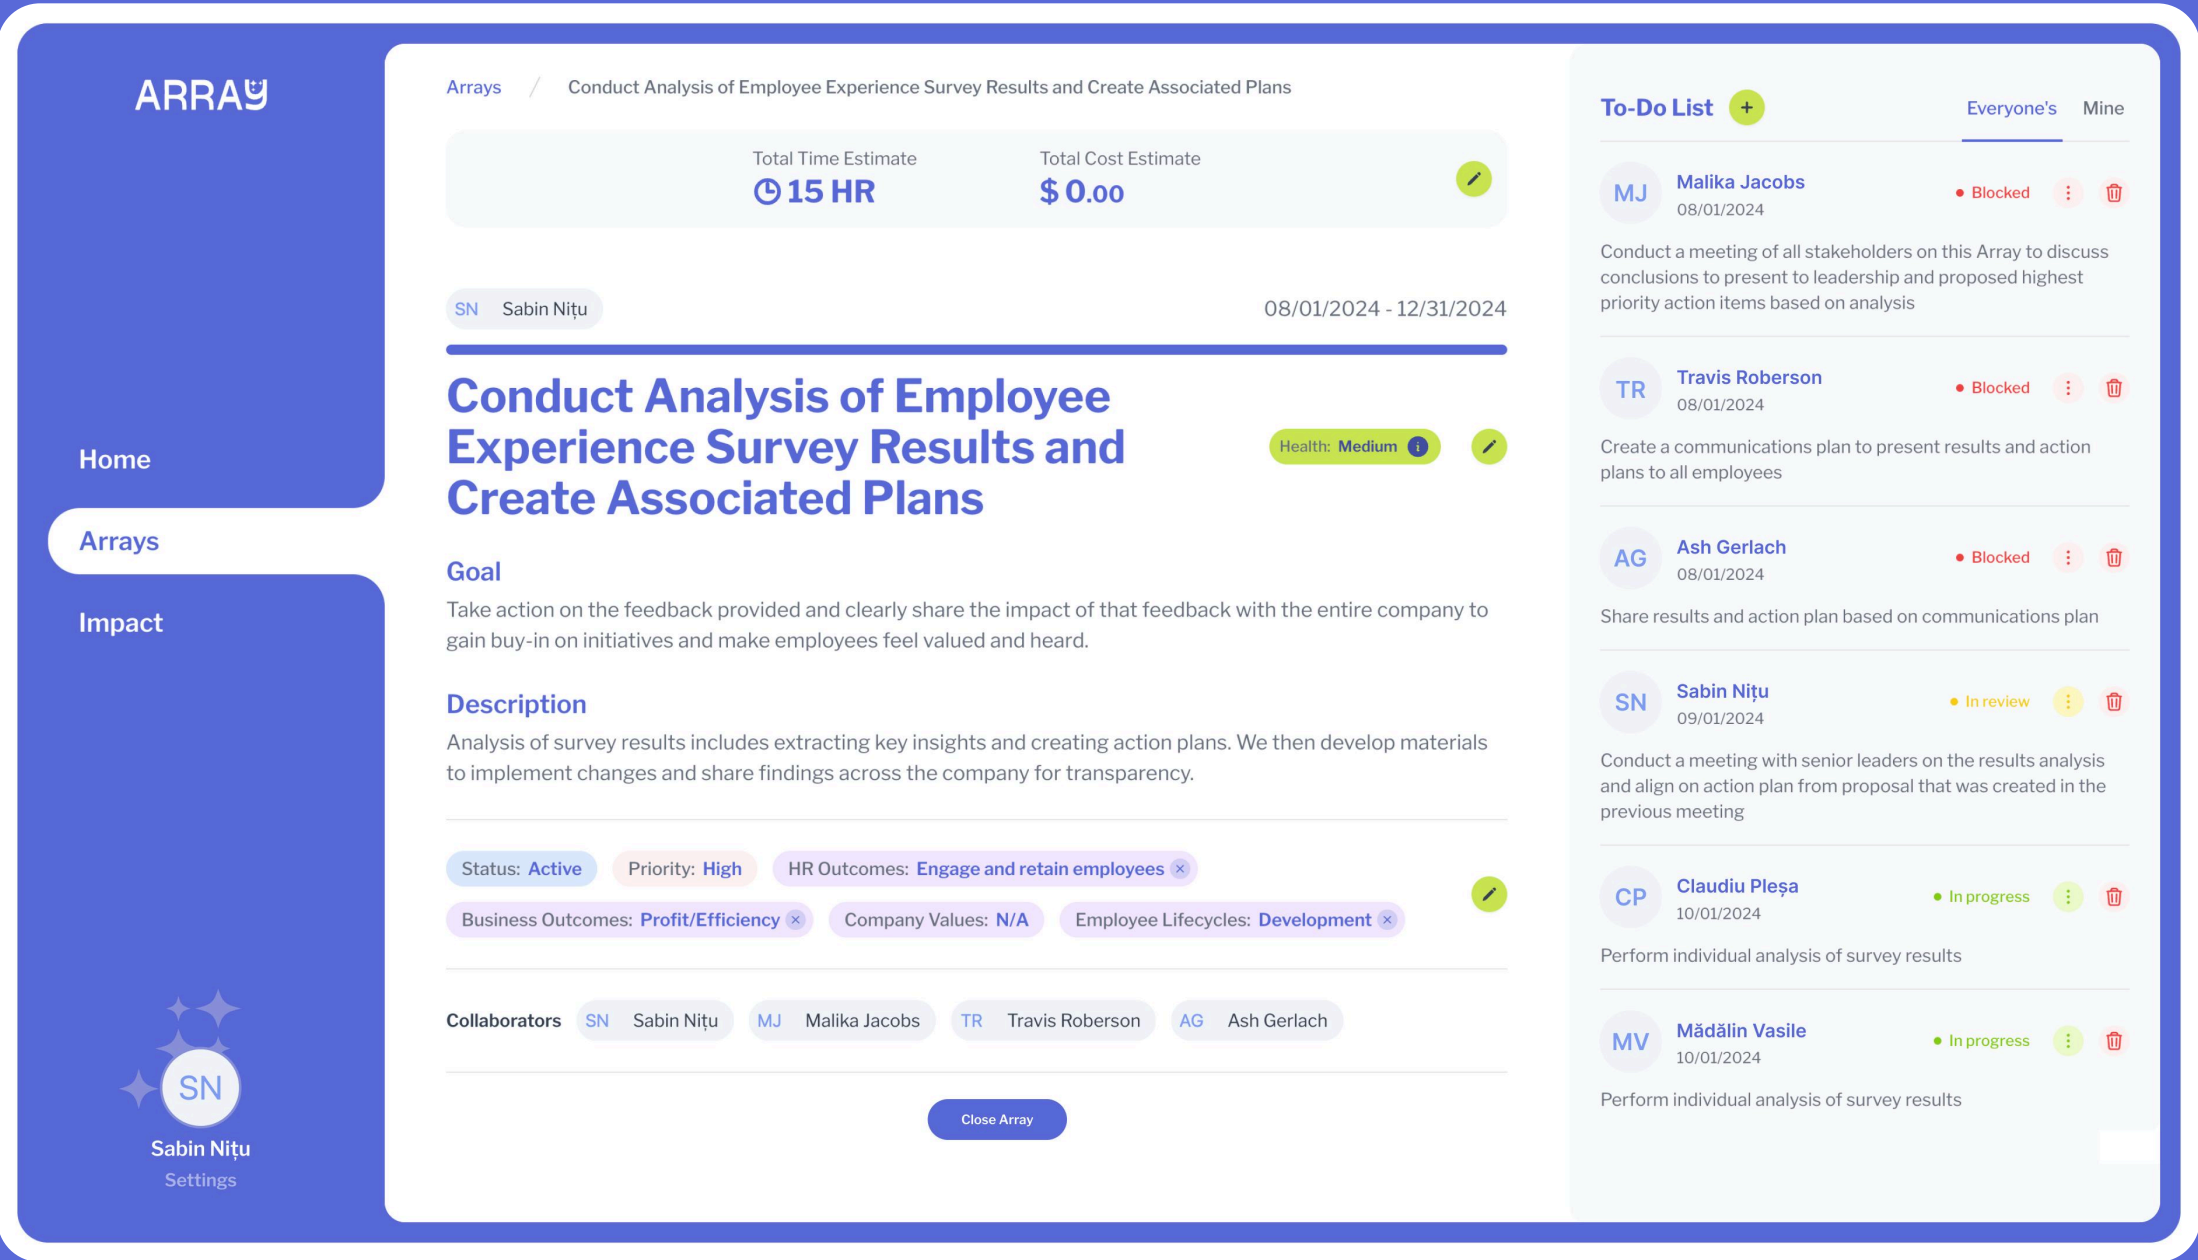 ARRAY
Home
Arrays
Impact
SN
Sabin Nițu
Settings
Arrays / Conduct Analysis of Employee Experience Survey Results and Create Associated Plans
Total Time Estimate
15 HR
Total Cost Estimate
$ 0.00
SN Sabin Nițu
08/01/2024 - 12/31/2024
Conduct Analysis of Employee
Experience Survey Results and
Create Associated Plans
Health: Medium i
Goal
Take action on the feedback provided and clearly share the impact of that feedback with the entire company to
gain buy-in on initiatives and make employees feel valued and heard.
Description
Analysis of survey results includes extracting key insights and creating action plans. We then develop materials
to implement changes and share findings across the company for transparency.
Status: Active Priority: High HR Outcomes: Engage and retain employees ×
Business Outcomes: Profit/Efficiency × Company Values: N/A Employee Lifecycles: Development ×
Collaborators SN Sabin Nițu MJ Malika Jacobs TR Travis Roberson AG Ash Gerlach
Close Array
To-Do List +
Everyone's Mine
MJ
Malika Jacobs
08/01/2024
Blocked
Conduct a meeting of all stakeholders on this Array to discuss
conclusions to present to leadership and proposed highest
priority action items based on analysis
TR
Travis Roberson
08/01/2024
Blocked
Create a communications plan to present results and action
plans to all employees
AG
Ash Gerlach
08/01/2024
Blocked
Share results and action plan based on communications plan
SN
Sabin Nițu
09/01/2024
In review
Conduct a meeting with senior leaders on the results analysis
and align on action plan from proposal that was created in the
previous meeting
CP
Claudiu Pleșa
10/01/2024
In progress
Perform individual analysis of survey results
MV
Mădălin Vasile
10/01/2024
In progress
Perform individual analysis of survey results